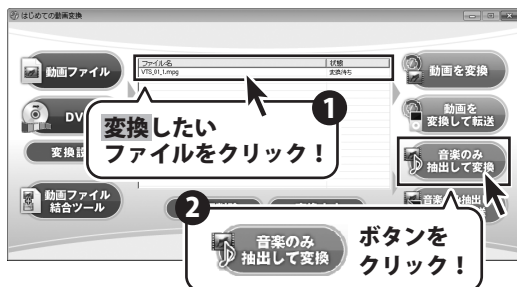 はじめての動画変換
ファイル名
状態
VTS_01_1.mpg
変換待ち
動画ファイル
動画を変換
DV
動画を
変換して転送
変換
音楽のみ
抽出して変換
動画ファイル
結合ツール
1
変換したい
ファイルをクリック！
2
音楽のみ
抽出して変換
ボタンを
クリック！